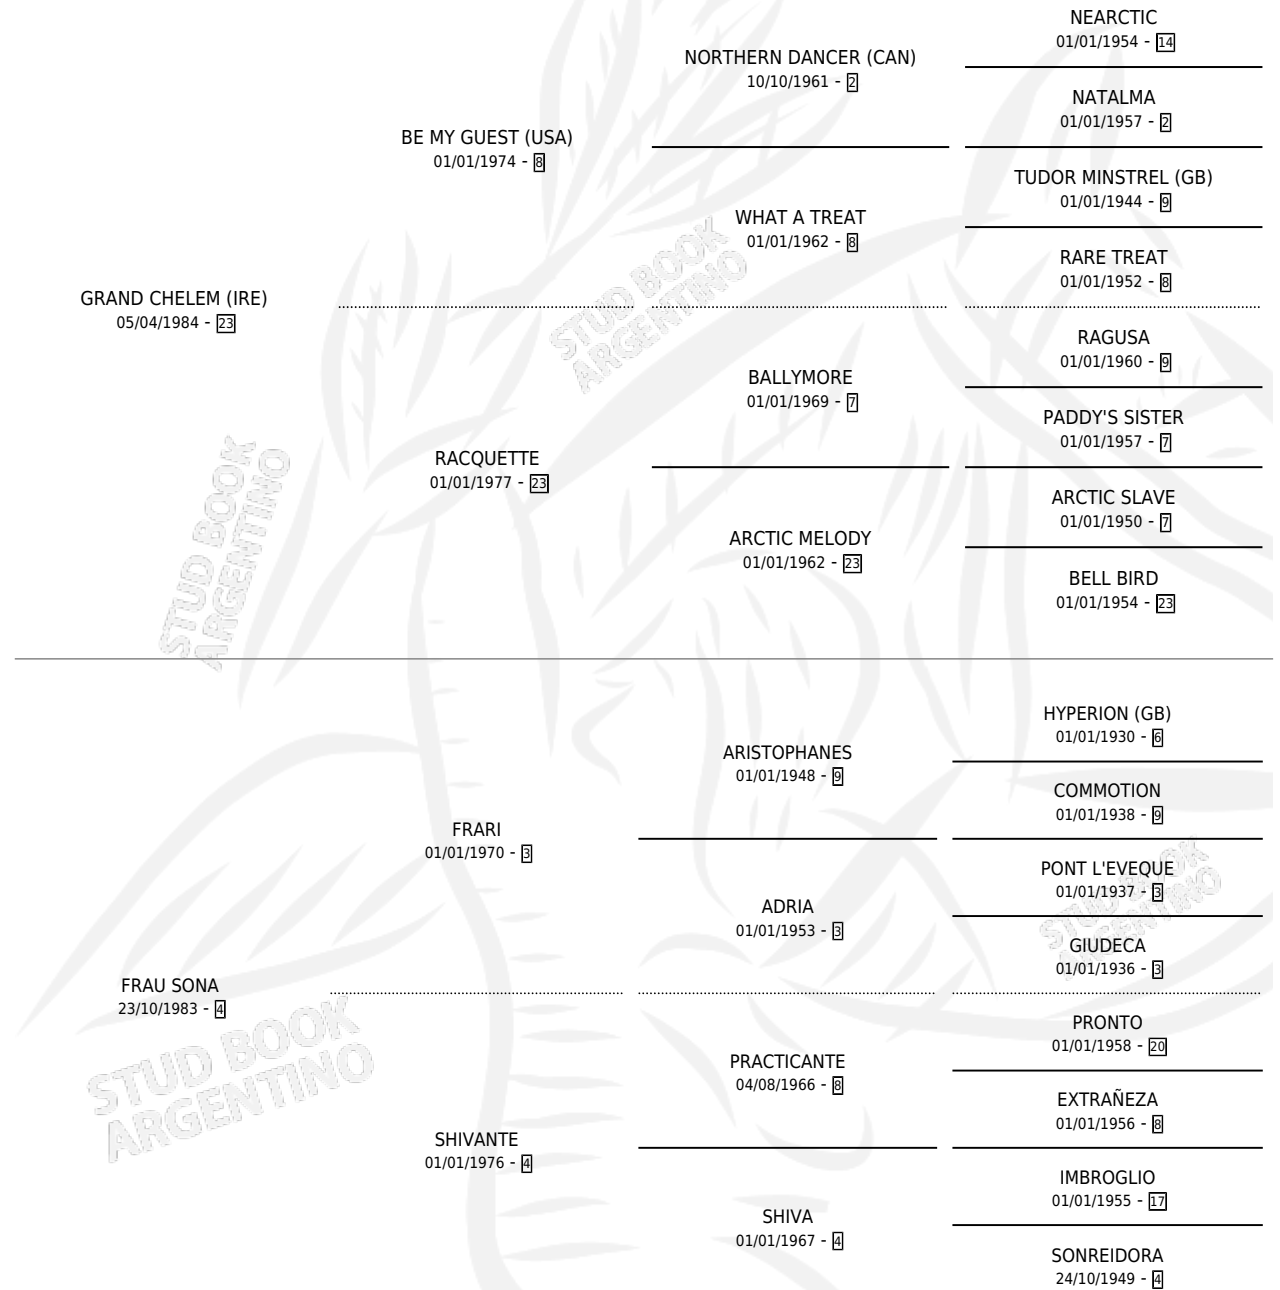 NEARCTIC
01/01/1954 - 14
NORTHERN DANCER (CAN)
10/10/1961 - 2
NATALMA
01/01/1957 - 2
BE MY GUEST (USA)
01/01/1974 - 8
TUDOR MINSTREL (GB)
01/01/1944 - 9
WHAT A TREAT
01/01/1962 - 8
RARE TREAT
01/01/1952 - 8
GRAND CHELEM (IRE)
05/04/1984 - 23
RAGUSA
01/01/1960 - 9
BALLYMORE
01/01/1969 - 7
PADDY'S SISTER
01/01/1957 - 7
RACQUETTE
01/01/1977 - 23
ARCTIC SLAVE
01/01/1950 - 7
ARCTIC MELODY
01/01/1962 - 23
BELL BIRD
01/01/1954 - 23
HYPERION (GB)
01/01/1930 - 6
ARISTOPHANES
01/01/1948 - 9
COMMOTION
01/01/1938 - 9
FRARI
01/01/1970 - 3
PONT L'EVEQUE
01/01/1937 - 3
ADRIA
01/01/1953 - 3
GIUDECA
01/01/1936 - 3
FRAU SONA
23/10/1983 - 4
PRONTO
01/01/1958 - 20
PRACTICANTE
04/08/1966 - 8
EXTRAÑEZA
01/01/1956 - 8
SHIVANTE
01/01/1976 - 4
IMBROGLIO
01/01/1955 - 17
SHIVA
01/01/1967 - 4
SONREIDORA
24/10/1949 - 4
STUD BOOK
ARGENTINO
STUD BOOK
ARGENTINO
STUD BOOK
ARGENTINO
STUD BOOK
ARGENTINO